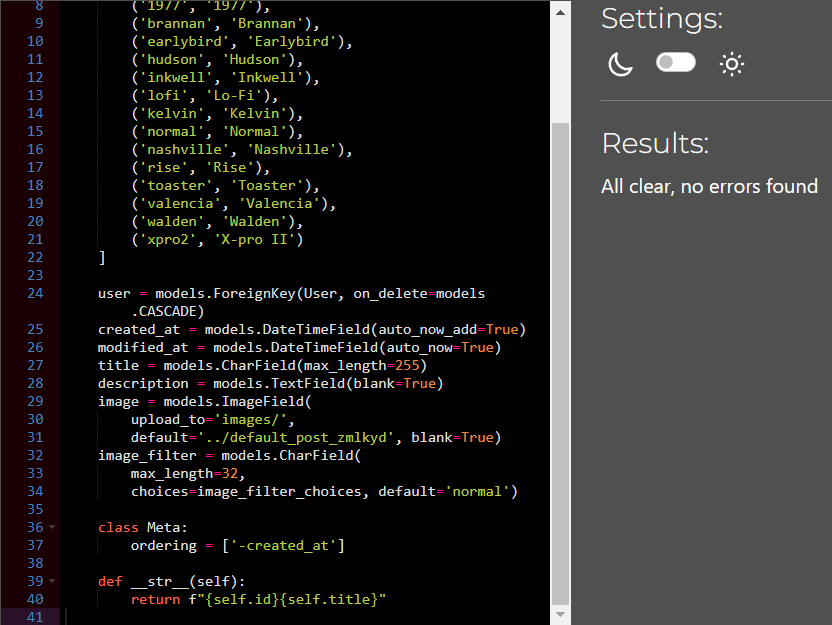 8 ('1977', '1977'),
9 ('brannan', 'Brannan'),
10 ('earlybird', 'Earlybird'),
11 ('hudson', 'Hudson'),
12 ('inkwell', 'Inkwell'),
13 ('lofi', 'Lo-Fi'),
14 ('kelvin', 'Kelvin'),
15 ('normal', 'Normal'),
16 ('nashville', 'Nashville'),
17 ('rise', 'Rise'),
18 ('toaster', 'Toaster'),
19 ('valencia', 'Valencia'),
20 ('walden', 'Walden'),
21 ('xpro2', 'X-pro II')
22 ]
23
24 user = models.ForeignKey(User, on_delete=models
.CASCADE)
25 created_at = models.DateTimeField(auto_now_add=True)
26 modified_at = models.DateTimeField(auto_now=True)
27 title = models.CharField(max_length=255)
28 description = models.TextField(blank=True)
29 image = models.ImageField(
30 upload_to='images/',
31 default='../default_post_zmlkyd', blank=True)
32 image_filter = models.CharField(
33 max_length=32,
34 choices=image_filter_choices, default='normal')
35
36 class Meta:
37 ordering = ['-created_at']
38
39 def __str__(self):
40 return f"{self.id}{self.title}"
41
Settings:
Results:
All clear, no errors found